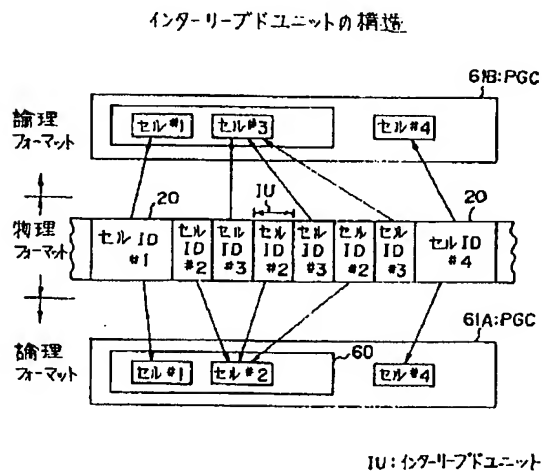 インターリーブドユニットの構造
61B:PGC
論理
フォーマット
セル#1
セル#3
セル#4
20
IU
20
物理
フォーマット
セル ID #1
セル ID #2
セル ID #3
セル ID #2
セル ID #3
セル ID #2
セル ID #3
セル ID #4
61A:PGC
論理
フォーマット
60
セル#1
セル#2
セル#4
IU:インターリーブドユニット